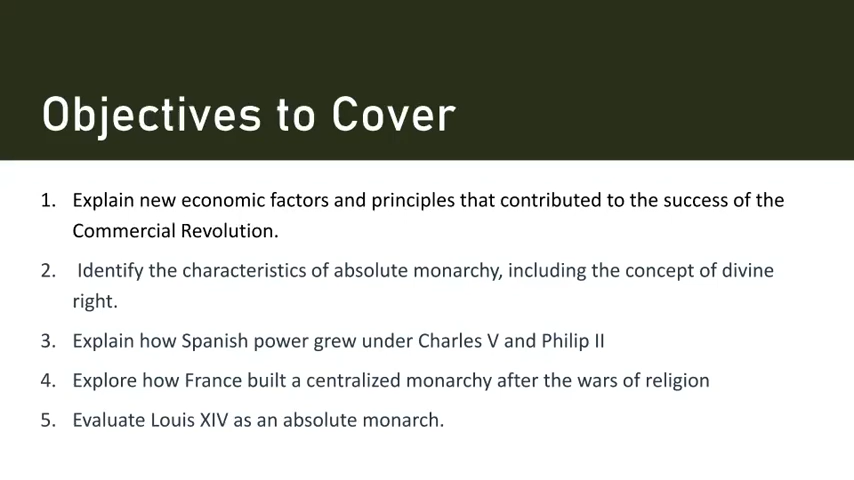 Objectives to Cover
1. Explain new economic factors and principles that contributed to the success of the
Commercial Revolution.
2. Identify the characteristics of absolute monarchy, including the concept of divine
right.
3. Explain how Spanish power grew under Charles V and Philip II
4. Explore how France built a centralized monarchy after the wars of religion
5. Evaluate Louis XIV as an absolute monarch.